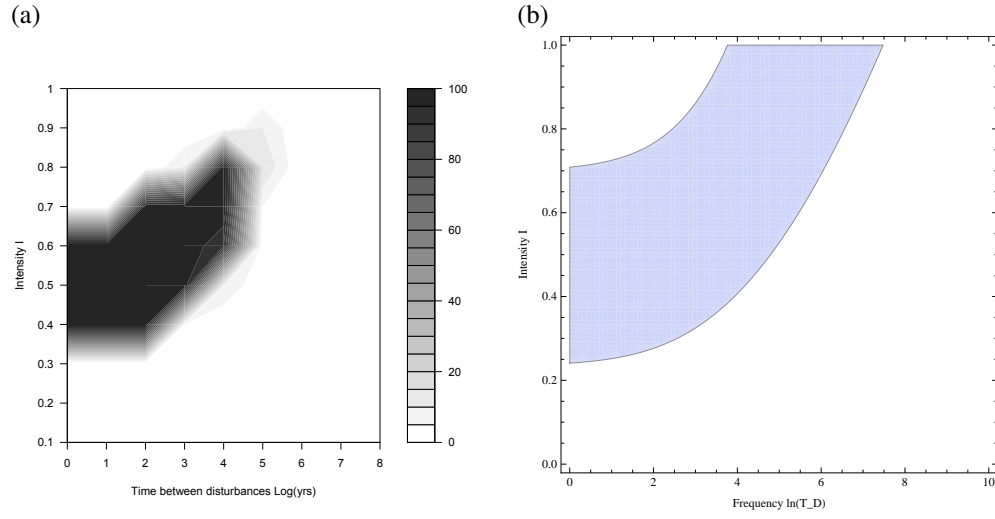 (a)
(b)
1
0.9
0.8
0.7
0.6
0.5
0.4
0.3
0.2
0.1
Intensity I
0 1 2 3 4 5 6 7 8
Time between disturbances Log(yrs)
100
80
60
40
20
0
1.0
0.8
0.6
0.4
0.2
0.0
Intensity I
0 2 4 6 8 10
Frequency ln(T_D)